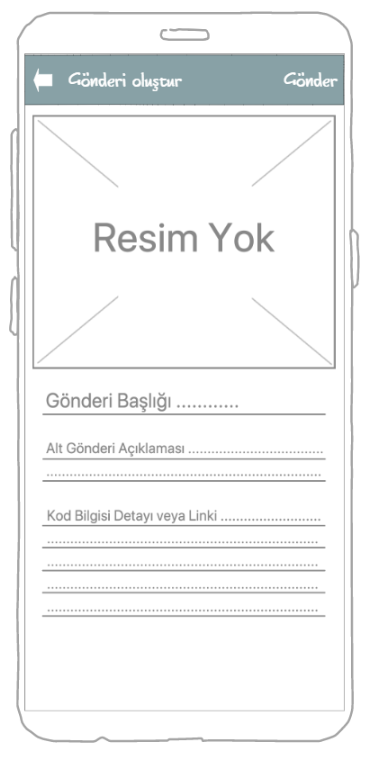 Gönderi oluştur
Gönder
Resim Yok
Gönderi Başlığı ............
Alt Gönderi Açıklaması ..................................
Kod Bilgisi Detayı veya Linki .........................